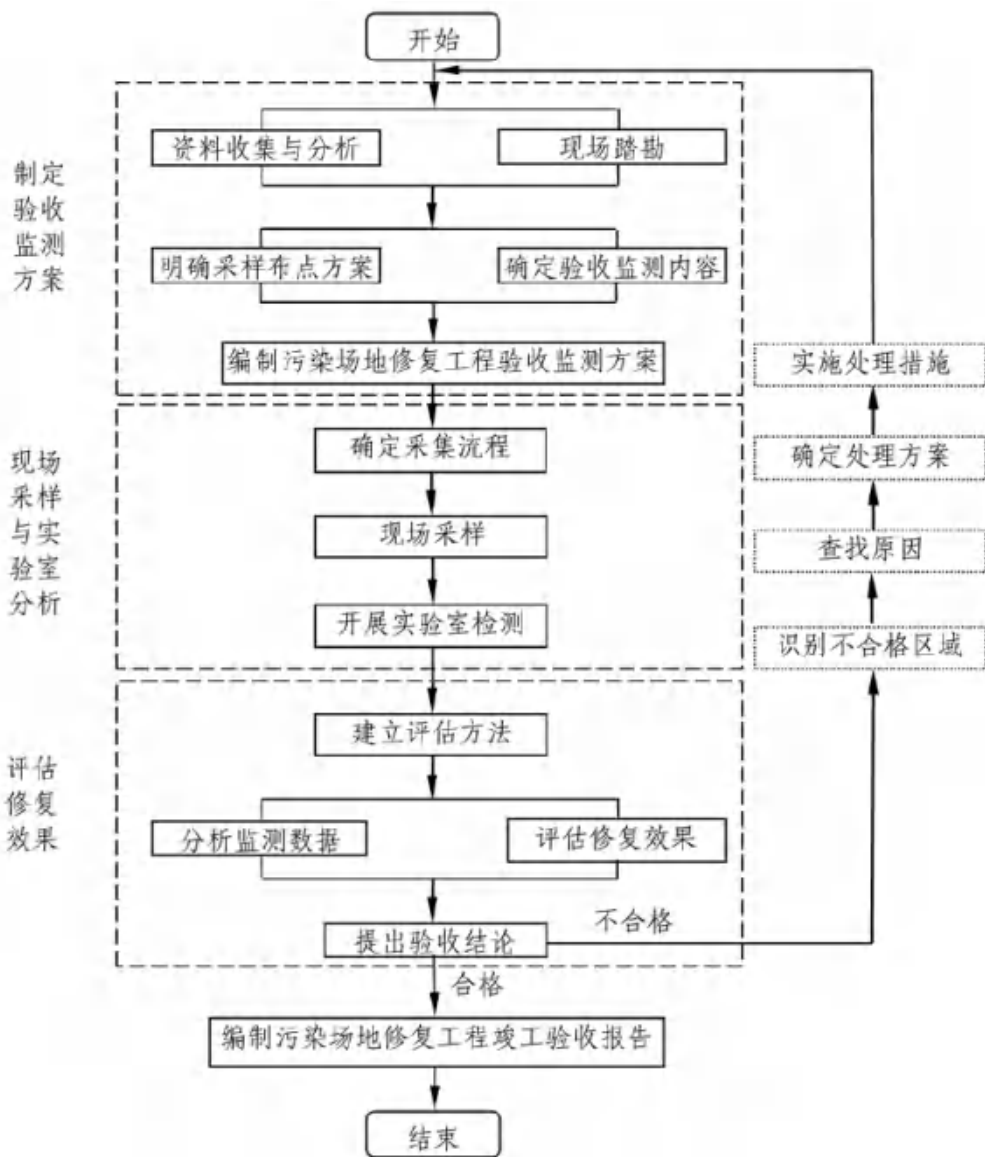 开始
资料收集与分析
现场踏勘
制定
验收
监测
方案
明确采样布点方案
确定验收监测内容
编制污染场地修复工程验收监测方案
实施处理措施
现场
采样
与实
验室
分析
确定采集流程
确定处理方案
现场采样
查找原因
开展实验室检测
识别不合格区域
建立评估方法
评估
修复
效果
分析监测数据
评估修复效果
提出验收结论
不合格
合格
编制污染场地修复工程竣工验收报告
结束